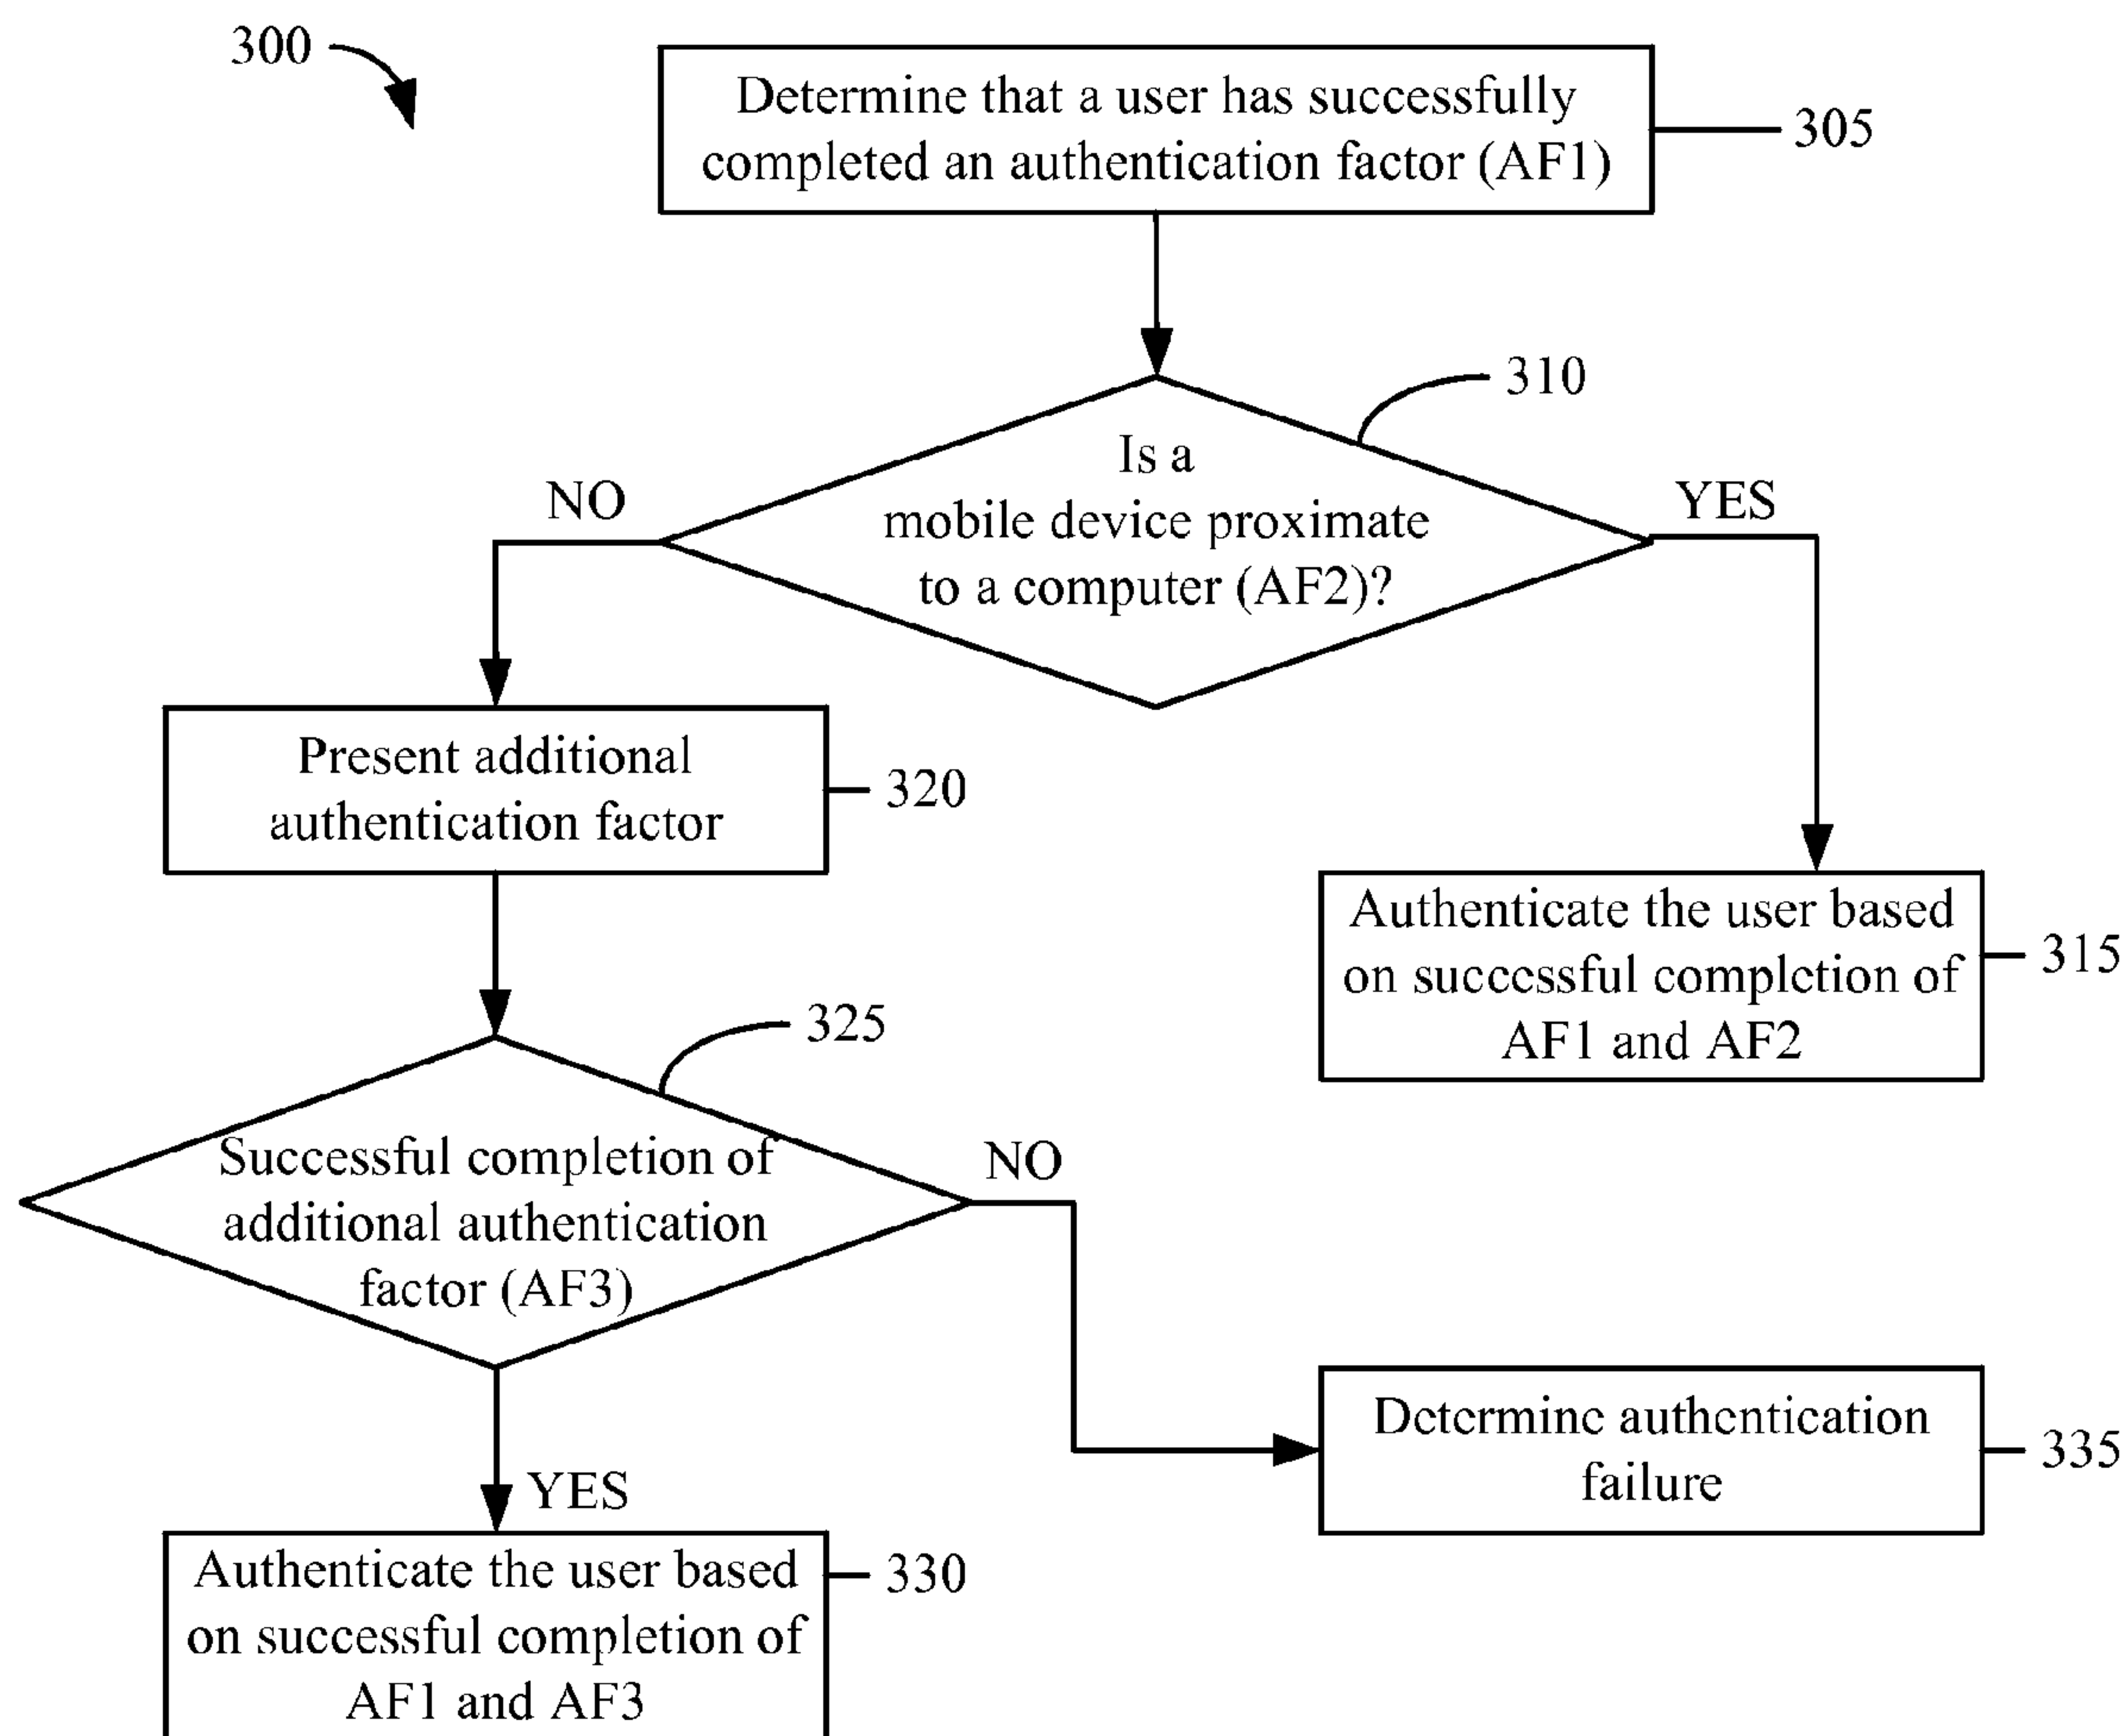 300
Determine that a user has successfully
completed an authentication factor (AF1)
305
310
Is a
mobile device proximate
to a computer (AF2)?
NO
YES
Present additional
authentication factor
320
Authenticate the user based
on successful completion of
AF1 and AF2
315
325
Successful completion of
additional authentication
factor (AF3)
NO
YES
Determine authentication
failure
335
Authenticate the user based
on successful completion of
AF1 and AF3
330